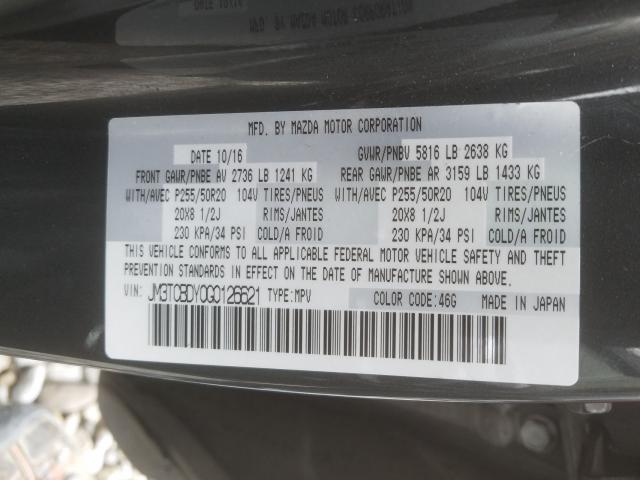 MFD. BY MAZDA MOTOR CORPORATION
DATE 10/16 GVWR/PNBV 5816 LB 2638 KG
FRONT GAWR/PNBE AV 2736 LB 1241 KG REAR GAWR/PNBE AR 3159 LB 1433 KG
WITH/AVEC P255/50R20 104V TIRES/PNEUS WITH/AVEC P255/50R20 104V TIRES/PNEUS
20X8 1/2J RIMS/JANTES 20X8 1/2J RIMS/JANTES
230 KPA/34 PSI COLD/A FROID 230 KPA/34 PSI COLD/A FROID
THIS VEHICLE CONFORMS TO ALL APPLICABLE FEDERAL MOTOR VEHICLE SAFETY AND THEFT
PREVENTION STANDARDS IN EFFECT ON THE DATE OF MANUFACTURE SHOWN ABOVE.
VIN: JM3TCBDY0G0126621 TYPE:MPV COLOR CODE:46G MADE IN JAPAN